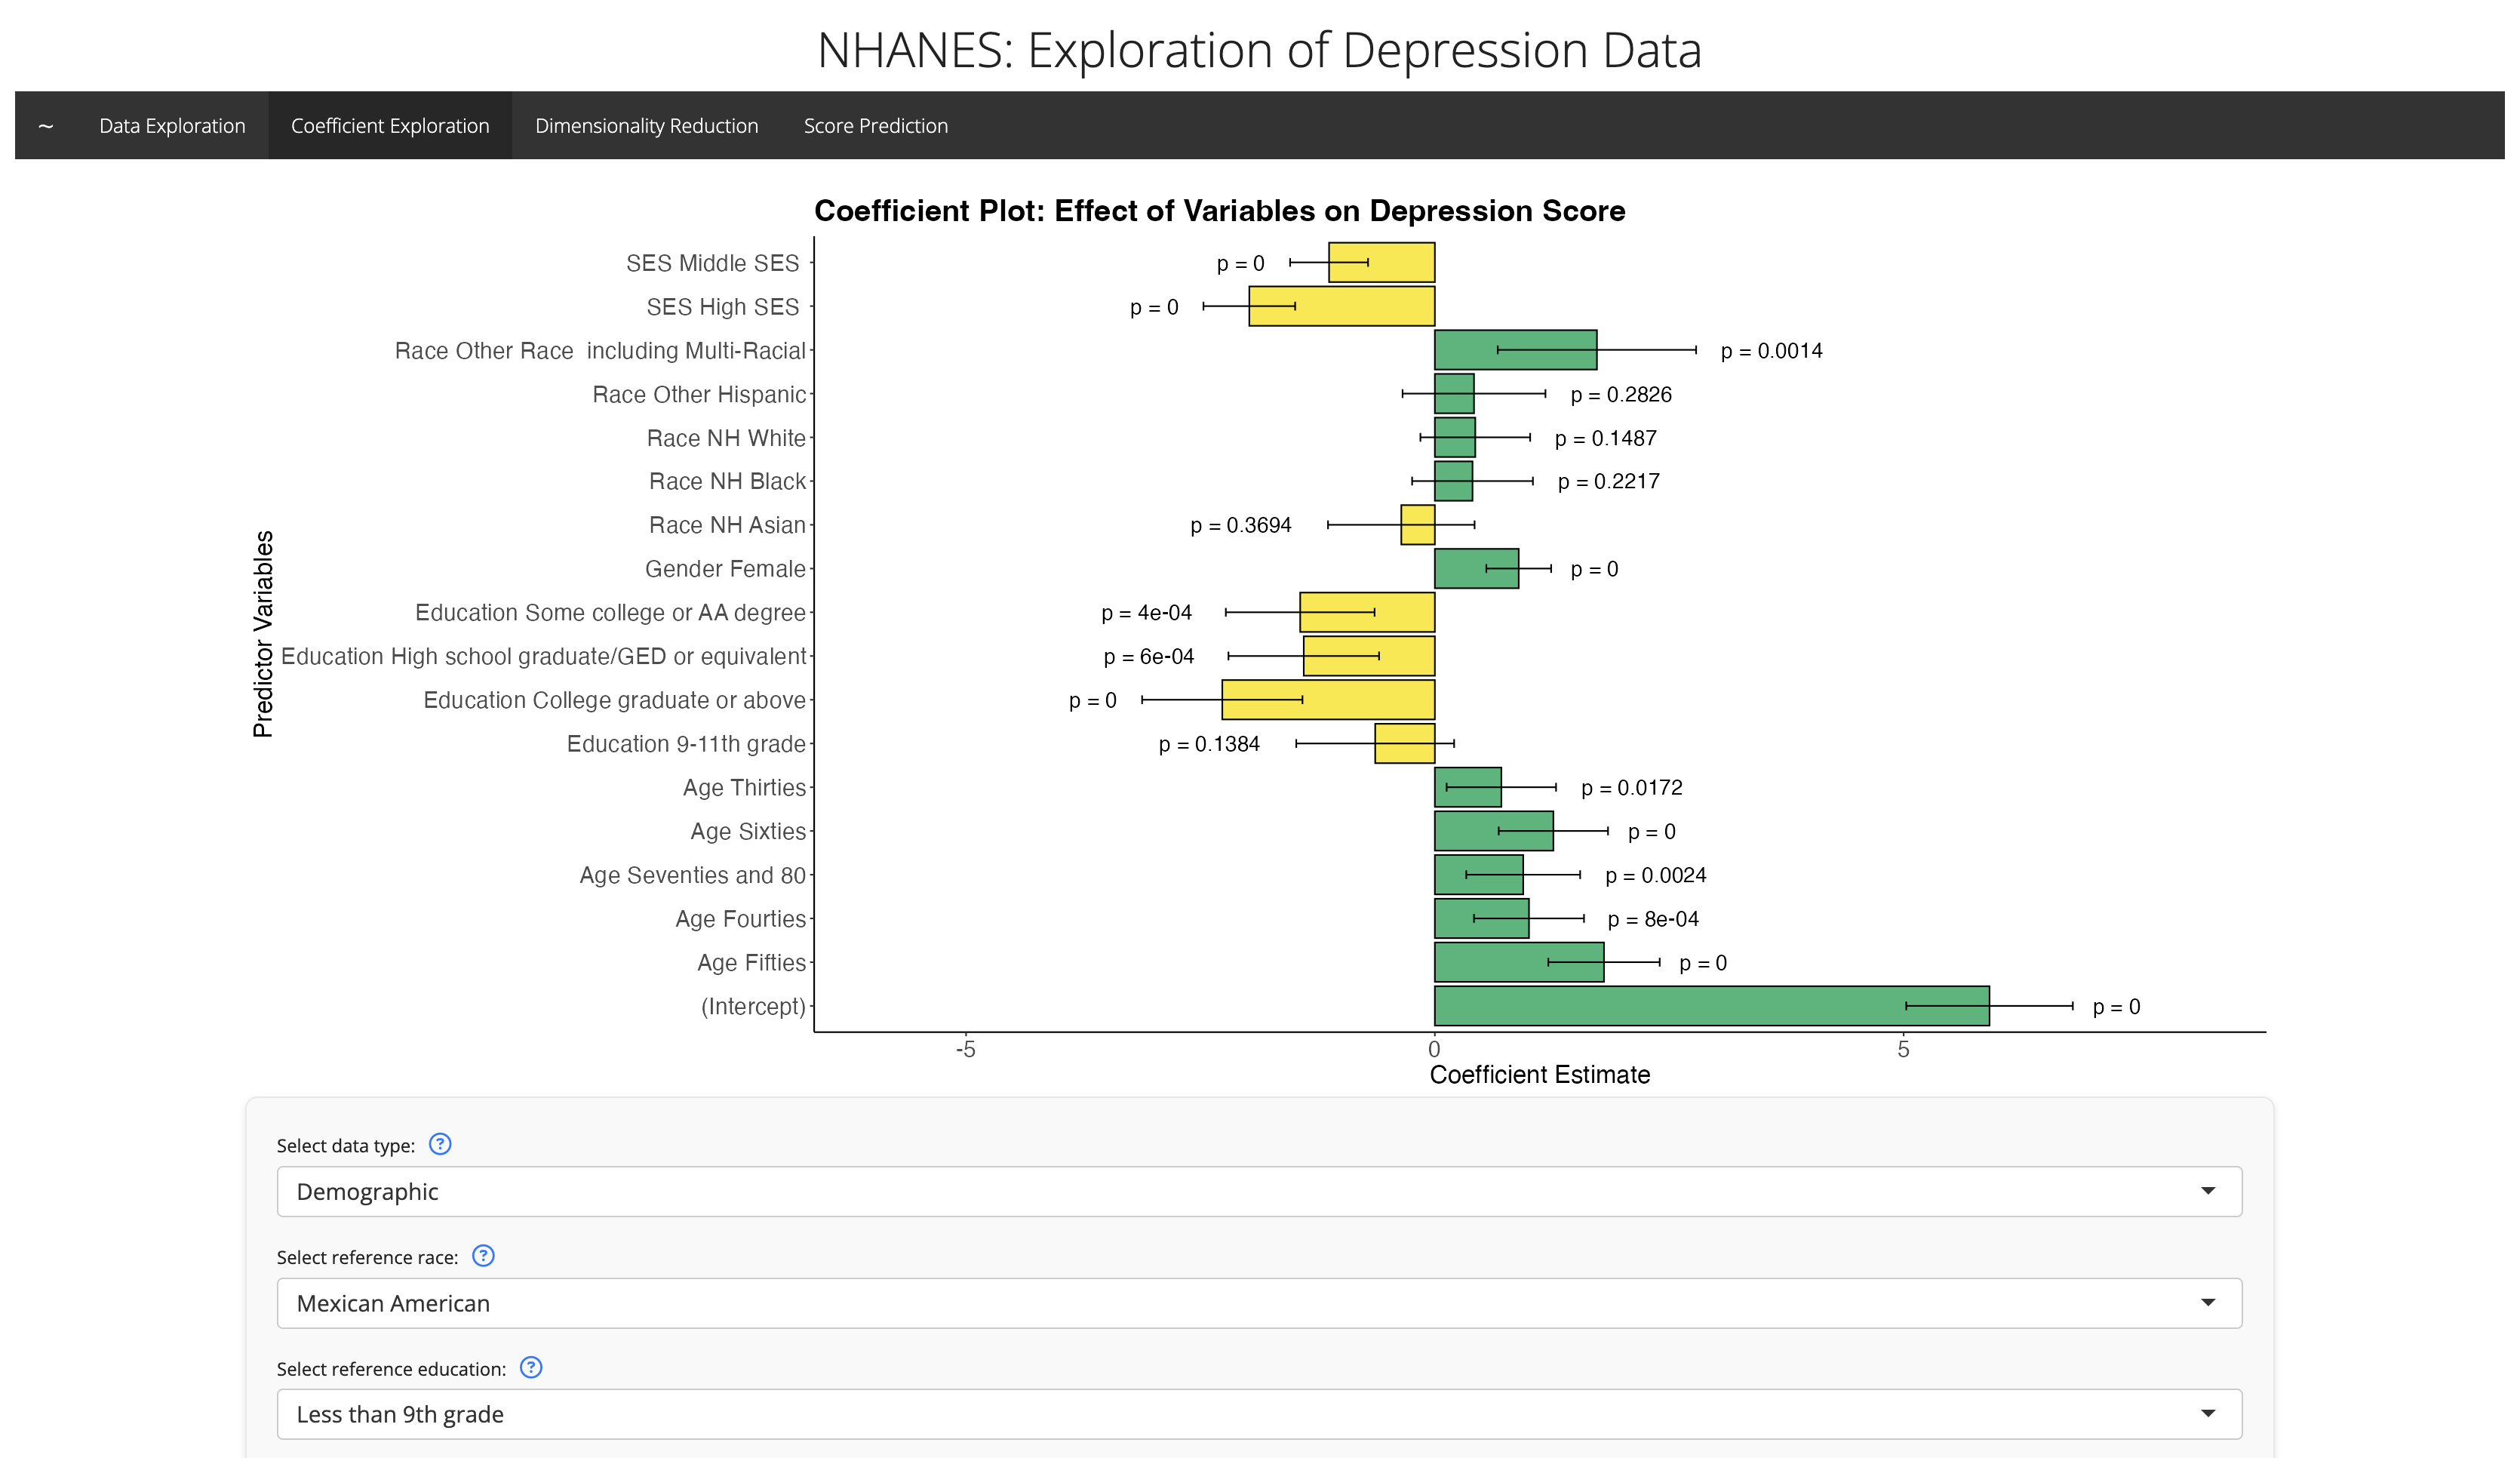 NHANES: Exploration of Depression Data
~ Data Exploration Coefficient Exploration Dimensionality Reduction Score Prediction
Coefficient Plot: Effect of Variables on Depression Score
Predictor Variables
SES Middle SES p = 0
SES High SES p = 0
Race Other Race  including Multi-Racial p = 0.0014
Race Other Hispanic p = 0.2826
Race NH White p = 0.1487
Race NH Black p = 0.2217
Race NH Asian p = 0.3694
Gender Female p = 0
Education Some college or AA degree p = 4e-04
Education High school graduate/GED or equivalent p = 6e-04
Education College graduate or above p = 0
Education 9-11th grade p = 0.1384
Age Thirties p = 0.0172
Age Sixties p = 0
Age Seventies and 80 p = 0.0024
Age Fourties p = 8e-04
Age Fifties p = 0
(Intercept) p = 0
-5 0 5
Coefficient Estimate
Select data type: ?
Demographic
Select reference race: ?
Mexican American
Select reference education: ?
Less than 9th grade